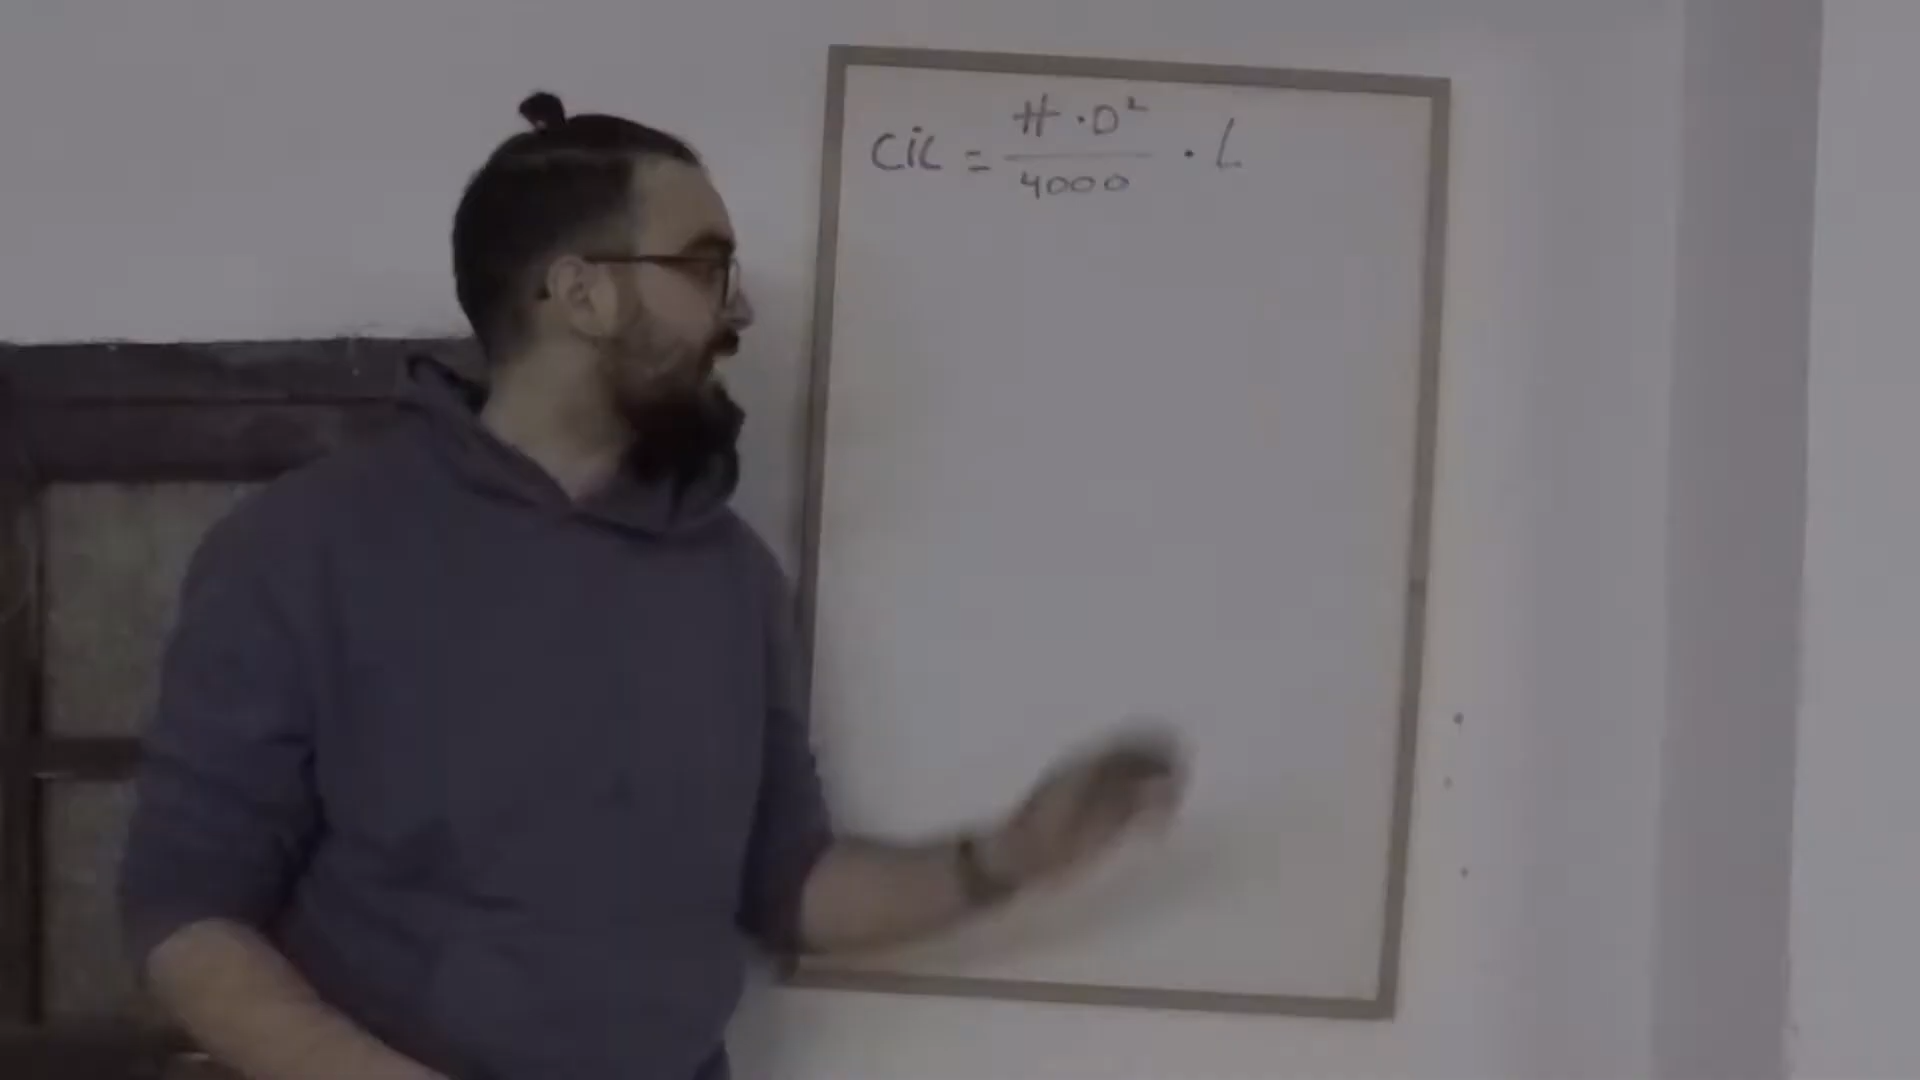 CiL = H · D² / 4000 · L